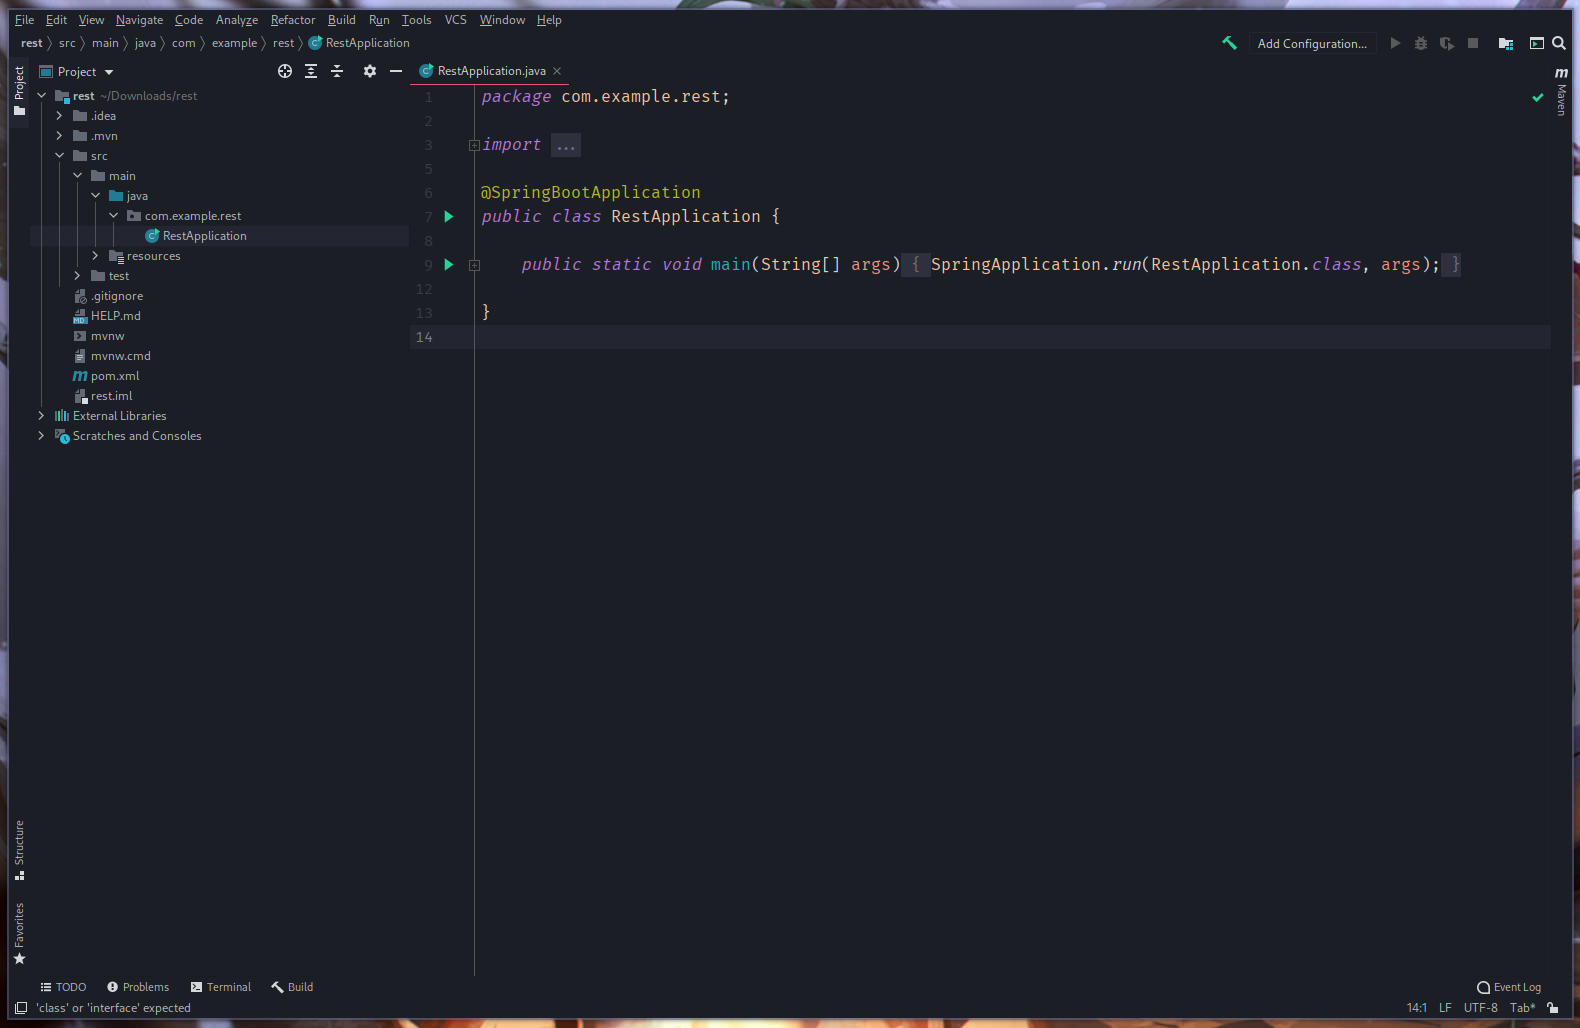 File Edit View Navigate Code Analyze Refactor Build Run Tools VCS Window Help
rest src main java com example rest RestApplication
Add Configuration...
Project
Project
rest ~/Downloads/rest
.idea
.mvn
src
main
java
com.example.rest
RestApplication
resources
test
.gitignore
HELP.md
mvnw
mvnw.cmd
pom.xml
rest.iml
External Libraries
Scratches and Consoles
RestApplication.java
1 package com.example.rest;
2
3 import ...
5
6 @SpringBootApplication
7 public class RestApplication {
8
9 public static void main(String[] args) { SpringApplication.run(RestApplication.class, args); }
12
13 }
14
m
Maven
Structure
Favorites
TODO Problems Terminal Build
Event Log
'class' or 'interface' expected
14:1 LF UTF-8 Tab*